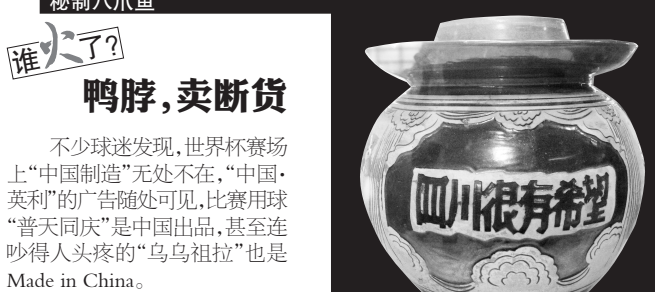 秘制八爪鱼
谁火了?
鸭脖,卖断货
不少球迷发现,世界杯赛场
上“中国制造”无处不在,“中国·
英利”的广告随处可见,比赛用球
“普天同庆”是中国出品,甚至连
吵得人头疼的“乌乌祖拉”也是
Made in China。
四川很有希望